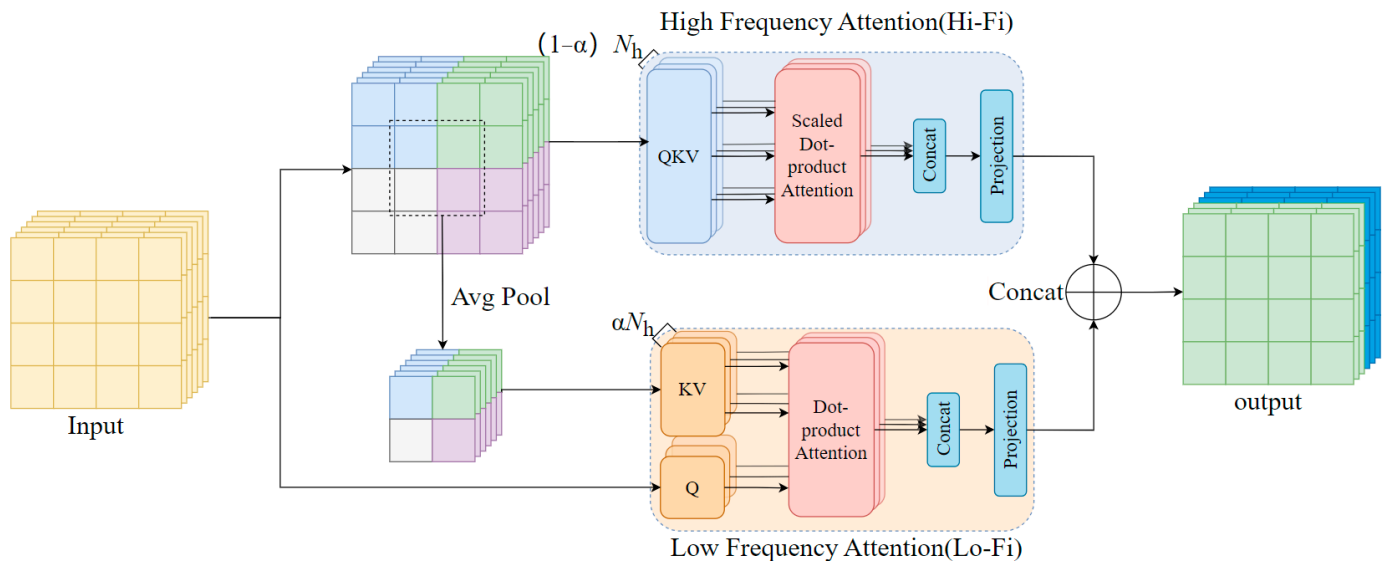 High Frequency Attention(Hi-Fi)
(1-α) Nh
QKV
Scaled
Dot-
product
Attention
Concat
Projection
Input
Avg Pool
Concat
output
αNh
KV
Q
Dot-
product
Attention
Concat
Projection
Low Frequency Attention(Lo-Fi)